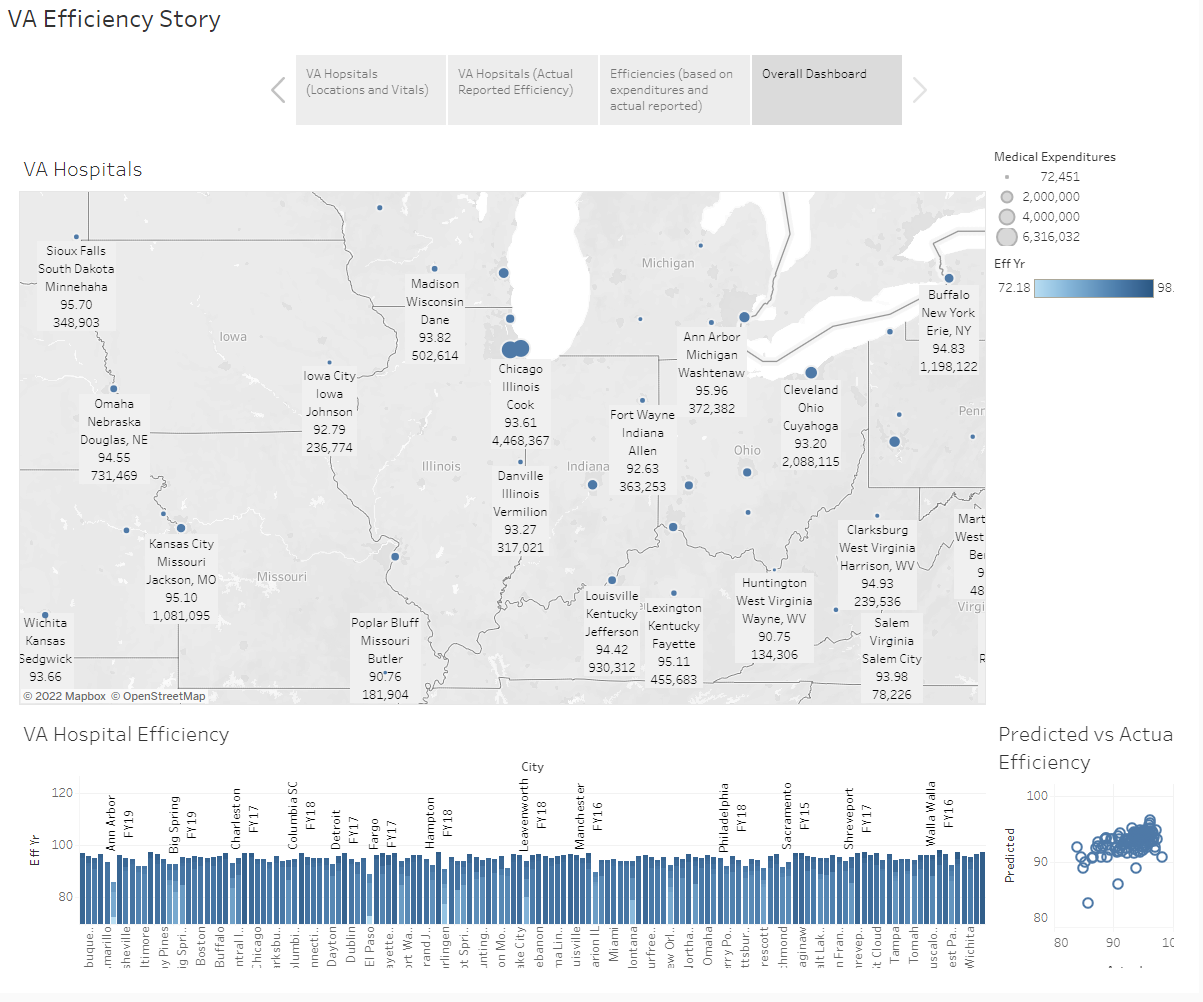 VA Efficiency Story
VA Hopsitals
(Locations and Vitals)
VA Hopsitals (Actual
Reported Efficiency)
Efficiencies (based on
expenditures and
actual reported)
Overall Dashboard
VA Hospitals
Medical Expenditures
72,451
2,000,000
4,000,000
6,316,032
Eff Yr
72.18
98.
Michigan
Iowa
Illinois
Indiana
Ohio
Penn
Missouri
Virgi
Sioux Falls
South Dakota
Minnehaha
95.70
348,903
Madison
Wisconsin
Dane
93.82
502,614
Buffalo
New York
Erie, NY
94.83
1,198,122
Ann Arbor
Michigan
Washtenaw
95.96
372,382
Iowa City
Iowa
Johnson
92.79
236,774
Chicago
Illinois
Cook
93.61
4,468,367
Cleveland
Ohio
Cuyahoga
93.20
2,088,115
Omaha
Nebraska
Douglas, NE
94.55
731,469
Fort Wayne
Indiana
Allen
92.63
363,253
Danville
Illinois
Vermilion
93.27
317,021
Kansas City
Missouri
Jackson, MO
95.10
1,081,095
Clarksburg
West Virginia
Harrison, WV
94.93
239,536
Mart
West
Be
9
48
Huntington
West Virginia
Wayne, WV
90.75
134,306
Louisville
Kentucky
Jefferson
94.42
930,312
Lexington
Kentucky
Fayette
95.11
455,683
Wichita
Kansas
Sedgwick
93.66
Poplar Bluff
Missouri
Butler
90.76
181,904
Salem
Virginia
Salem City
93.98
78,226
R
© 2022 Mapbox © OpenStreetMap
VA Hospital Efficiency
City
Eff Yr
120
100
80
Ann Arbor
FY19
Big Spring
FY19
Charleston
FY17
Columbia SC
FY18
Detroit
FY17
Fargo
FY17
Hampton
FY18
Leavenworth
FY18
Manchester
FY16
Philadelphia
FY18
Sacramento
FY15
Shreveport
FY17
Walla Walla
FY16
buque..
marillo
sheville
ltimore
y Pines
ig Spri..
Boston
Buffalo
ntral I..
Chicago
arksbu..
olumbi..
nnecti..
Dayton
Dublin
El Paso
ayette..
ort Wa..
rand J..
arlingen
ot Spri..
unting..
on Mo..
ake City
ebanon
ma Lin..
uisville
arion IL
Miami
lontana
urfree..
ew Orl..
Northa..
Omaha
erry Po..
ttsbur..
rescott
chmond
aginaw
alt Lak..
n Fran..
hrevep..
St Cloud
Tampa
Tomah
uscalo..
est Pa..
Wichita
Predicted vs Actua
Efficiency
Predicted
100
90
80
80
90
10